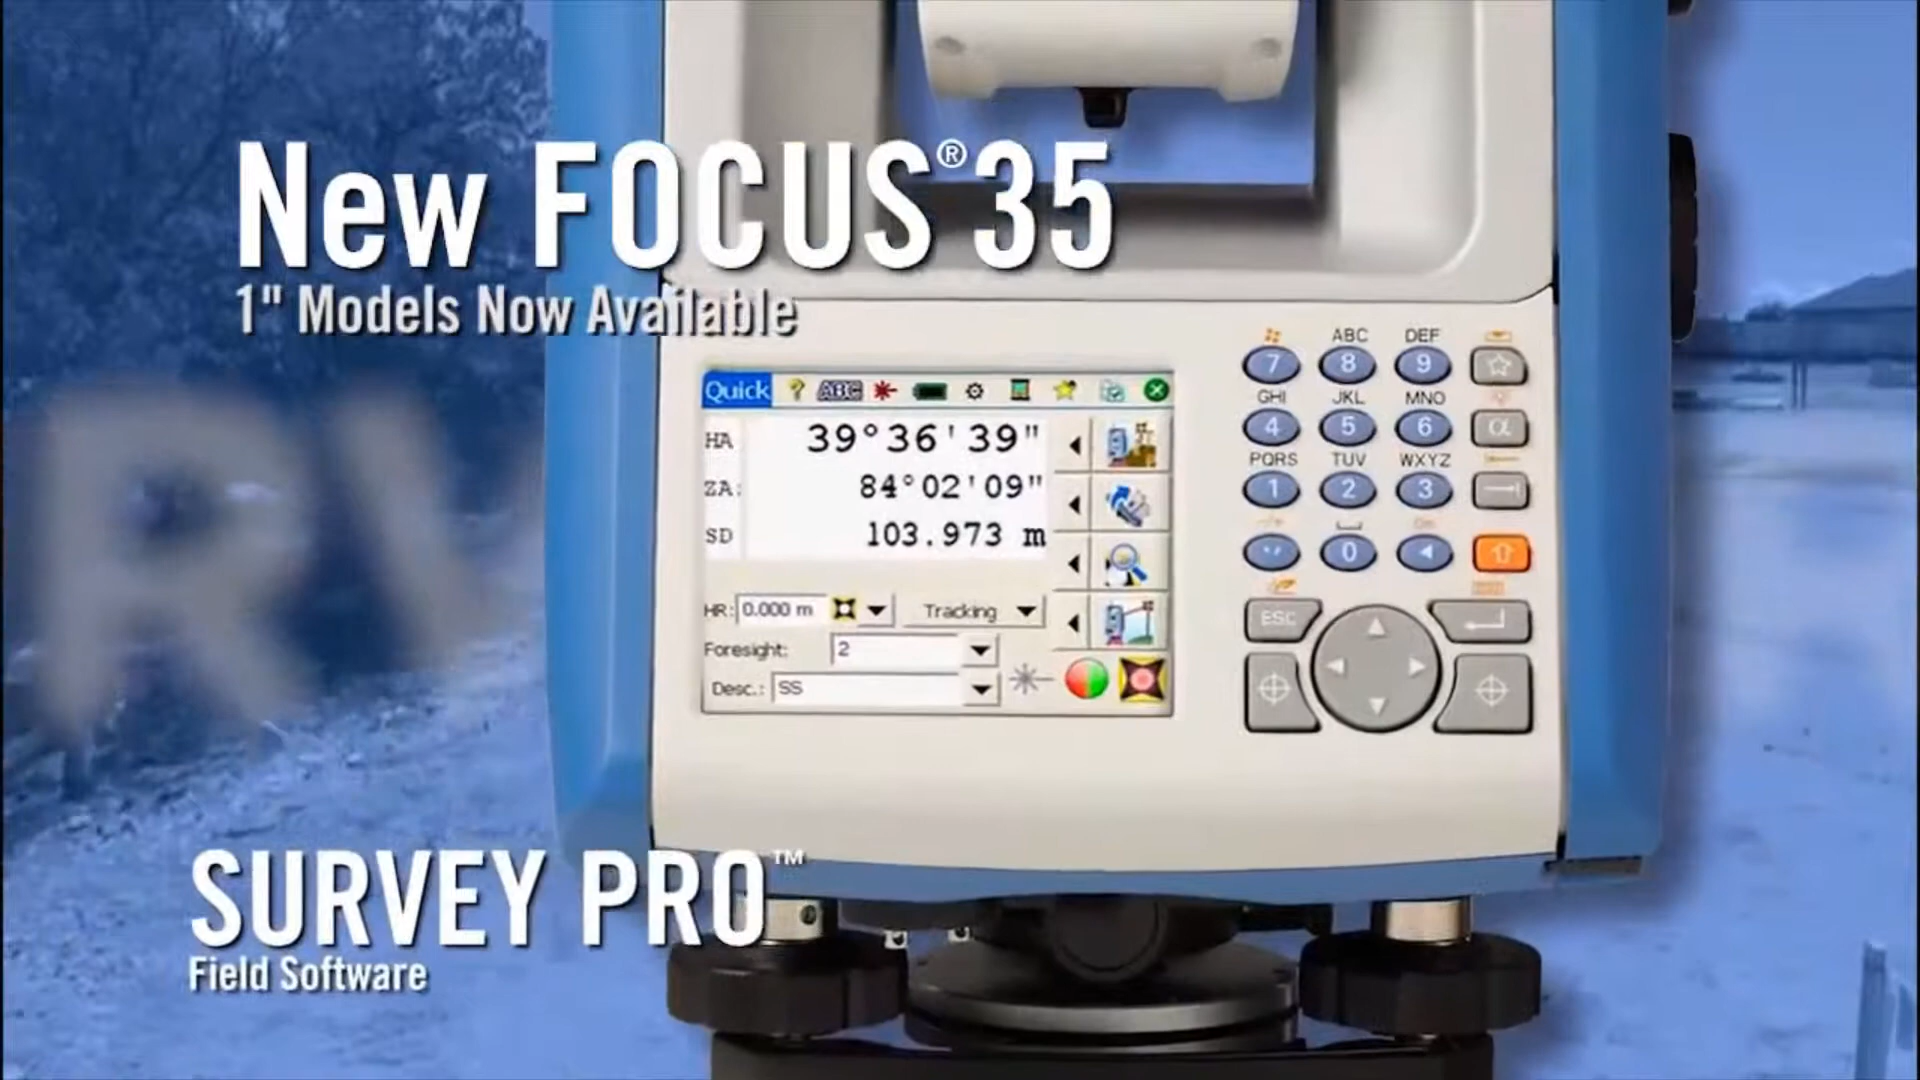 New FOCUS® 35
1" Models Now Available
Quick ? ABC
HA 39°36'39"
ZA: 84°02'09"
SD 103.973 m
HR: 0.000 m Tracking
Foresight: 2
Desc.: SS
ABC DEF
7 8 9
GHI JKL MNO
4 5 6 α
PQRS TUV WXYZ
1 2 3
0
ESC
RV
SURVEY PRO™
Field Software